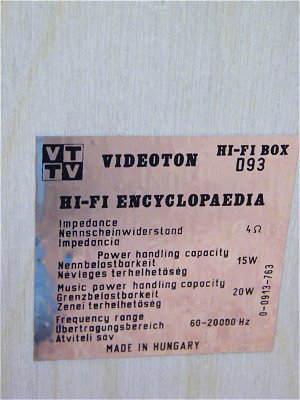 VT
TV
VIDEOTON
HI-FI BOX
D93
HI-FI ENCYCLOPAEDIA
Impedance
Nennscheinwiderstand 4Ω
Impedancia
Power handling capacity
Nennbelastbarkeit 15W
Névleges terhelhetöség
Music power handling capacity
Grenzbelastbarkeit 20W
Zenei terhelhetöség
Frequency range
Übertragungsbereich 60-20000 Hz
Átviteli sáv
MADE IN HUNGARY
0-0913-763